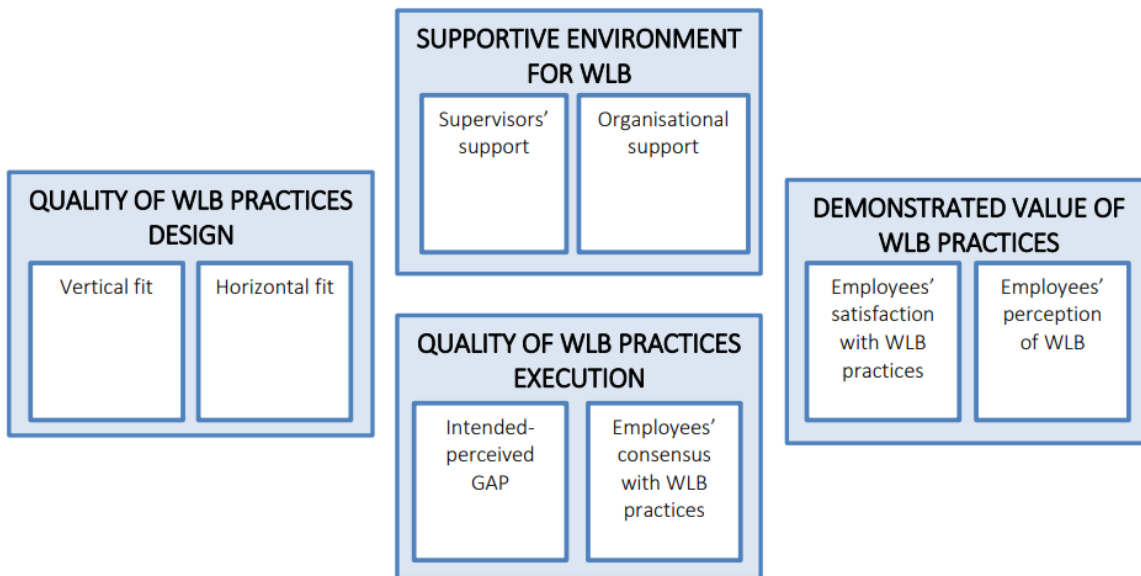 SUPPORTIVE ENVIRONMENT
FOR WLB
Supervisors'
support
Organisational
support
QUALITY OF WLB PRACTICES
DESIGN
Vertical fit
Horizontal fit
QUALITY OF WLB PRACTICES
EXECUTION
Intended-
perceived
GAP
Employees'
consensus
with WLB
practices
DEMONSTRATED VALUE OF
WLB PRACTICES
Employees'
satisfaction
with WLB
practices
Employees'
perception
of WLB